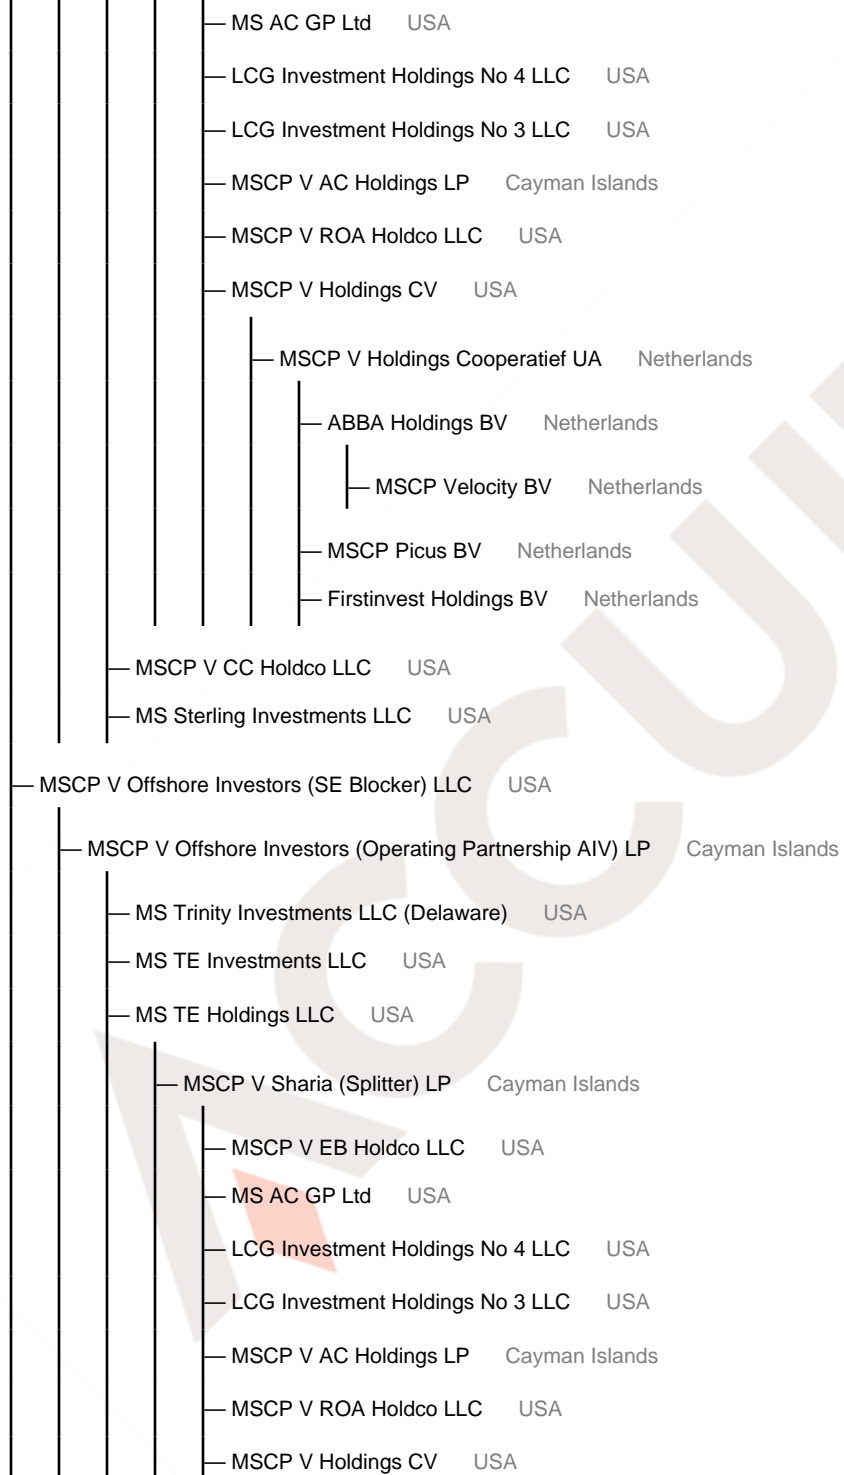 MS AC GP Ltd USA
LCG Investment Holdings No 4 LLC USA
LCG Investment Holdings No 3 LLC USA
MSCP V AC Holdings LP Cayman Islands
MSCP V ROA Holdco LLC USA
MSCP V Holdings CV USA
MSCP V Holdings Cooperatief UA Netherlands
ABBA Holdings BV Netherlands
MSCP Velocity BV Netherlands
MSCP Picus BV Netherlands
Firstinvest Holdings BV Netherlands
MSCP V CC Holdco LLC USA
MS Sterling Investments LLC USA
MSCP V Offshore Investors (SE Blocker) LLC USA
MSCP V Offshore Investors (Operating Partnership AIV) LP Cayman Islands
MS Trinity Investments LLC (Delaware) USA
MS TE Investments LLC USA
MS TE Holdings LLC USA
MSCP V Sharia (Splitter) LP Cayman Islands
MSCP V EB Holdco LLC USA
MS AC GP Ltd USA
LCG Investment Holdings No 4 LLC USA
LCG Investment Holdings No 3 LLC USA
MSCP V AC Holdings LP Cayman Islands
MSCP V ROA Holdco LLC USA
MSCP V Holdings CV USA